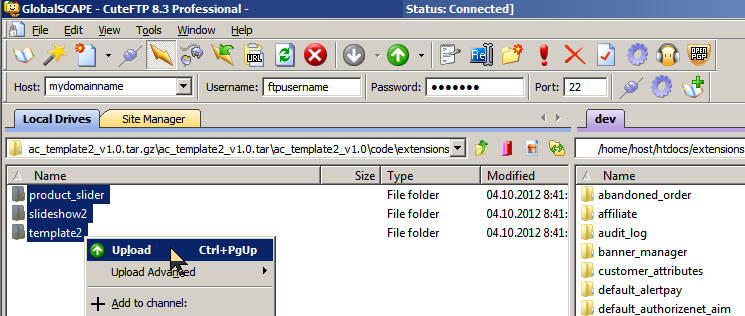 GlobalSCAPE - CuteFTP 8.3 Professional - Status: Connected]
File Edit View Tools Window Help
URL Re OPEN PGP
Host: mydomainname Username: ftpusername Password: ●●●●●●● Port: 22
Local Drives Site Manager dev
ac_template2_v1.0.tar.gz\ac_template2_v1.0.tar\ac_template2_v1.0\code\extensions /home/host/htdocs/extensions
Name Size Type Modified Name
product_slider File folder 04.10.2012 8:41: abandoned_order
slideshow2 File folder 04.10.2012 8:41: affiliate
template2 File folder 04.10.2012 8:41: audit_log
Upload Ctrl+PgUp banner_manager
Upload Advanced customer_attributes
default_alertpay
Add to channel: default_authorizenet_aim